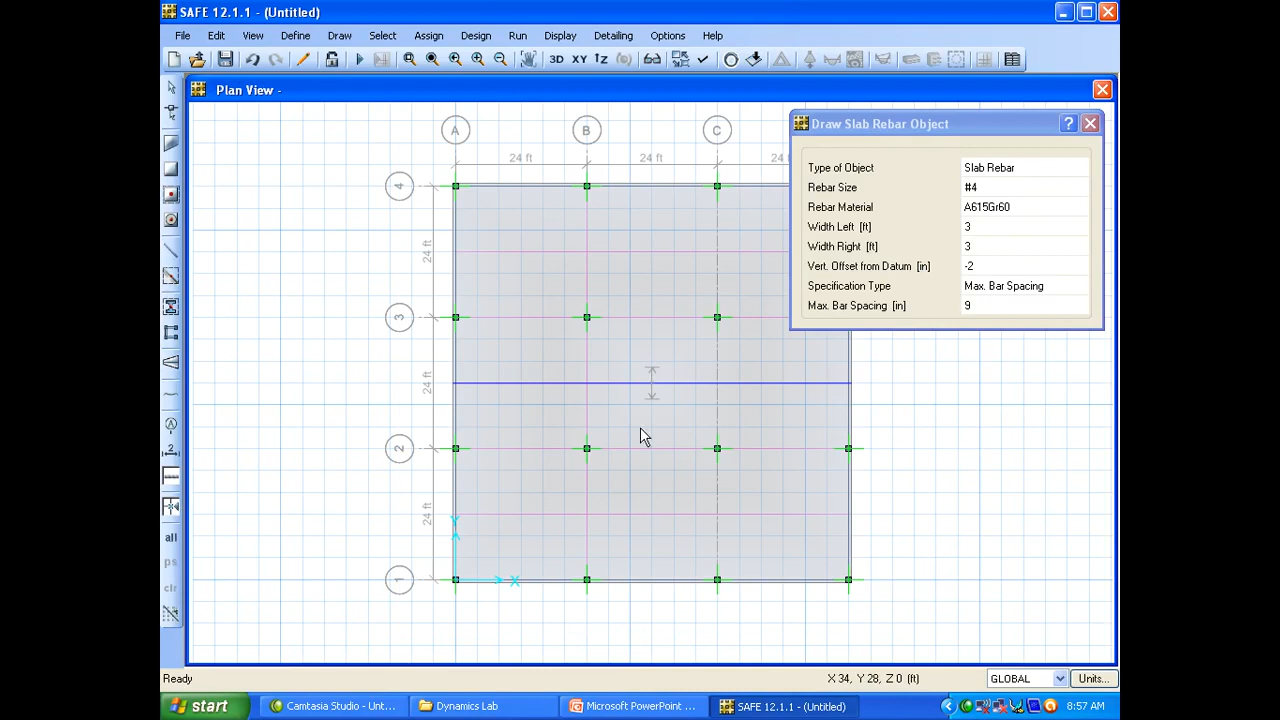 SAFE 12.1.1 - (Untitled)
File Edit View Define Draw Select Assign Design Run Display Detailing Options Help
3D XY
Plan View -
A B C
24 ft 24 ft 24
4
24 ft
3
24 ft
2
24 ft
1
Y
X
Draw Slab Rebar Object
Type of Object Slab Rebar
Rebar Size #4
Rebar Material A615Gr60
Width Left [ft] 3
Width Right [ft] 3
Vert. Offset from Datum [in] -2
Specification Type Max. Bar Spacing
Max. Bar Spacing [in] 9
all
ps
clr
Ready X 34, Y 28, Z 0 (ft) GLOBAL Units...
start Camtasia Studio - Unt... Dynamics Lab Microsoft PowerPoint ... SAFE 12.1.1 - (Untitled) 8:57 AM